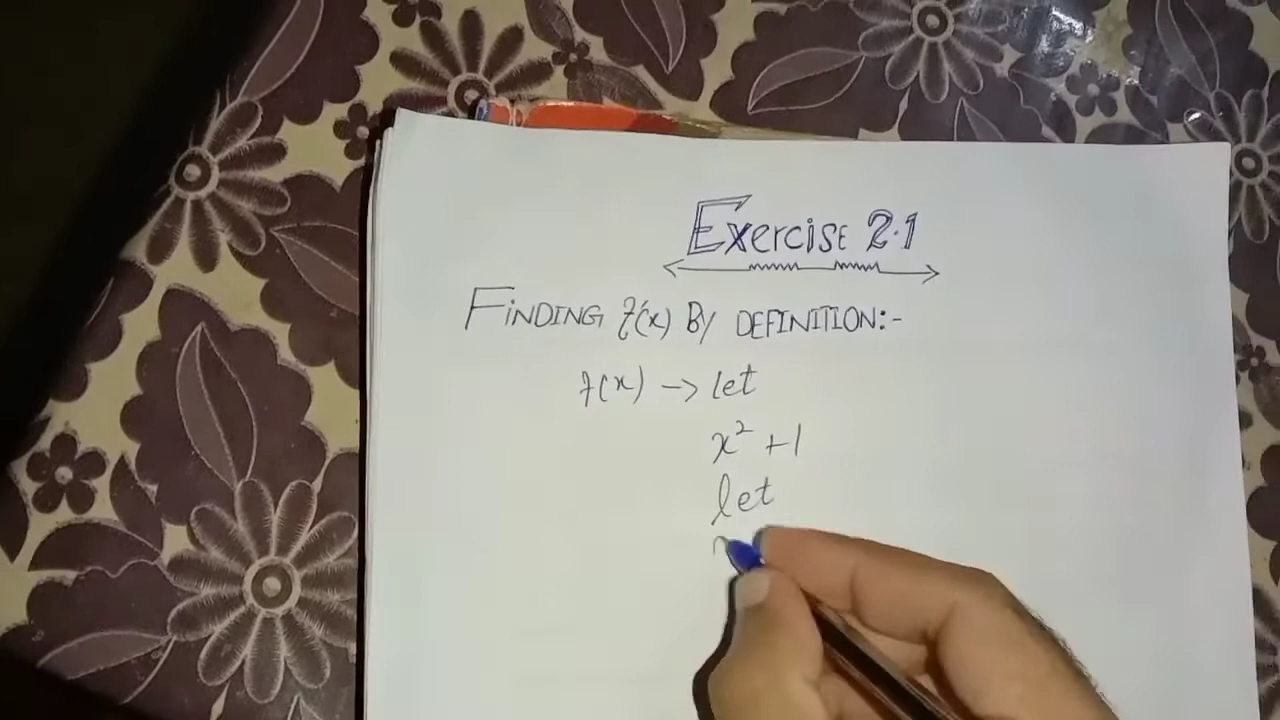 Exercise 2.1
FINDING f'(x) BY DEFINITION:-
f(x) → let
x² + 1
let